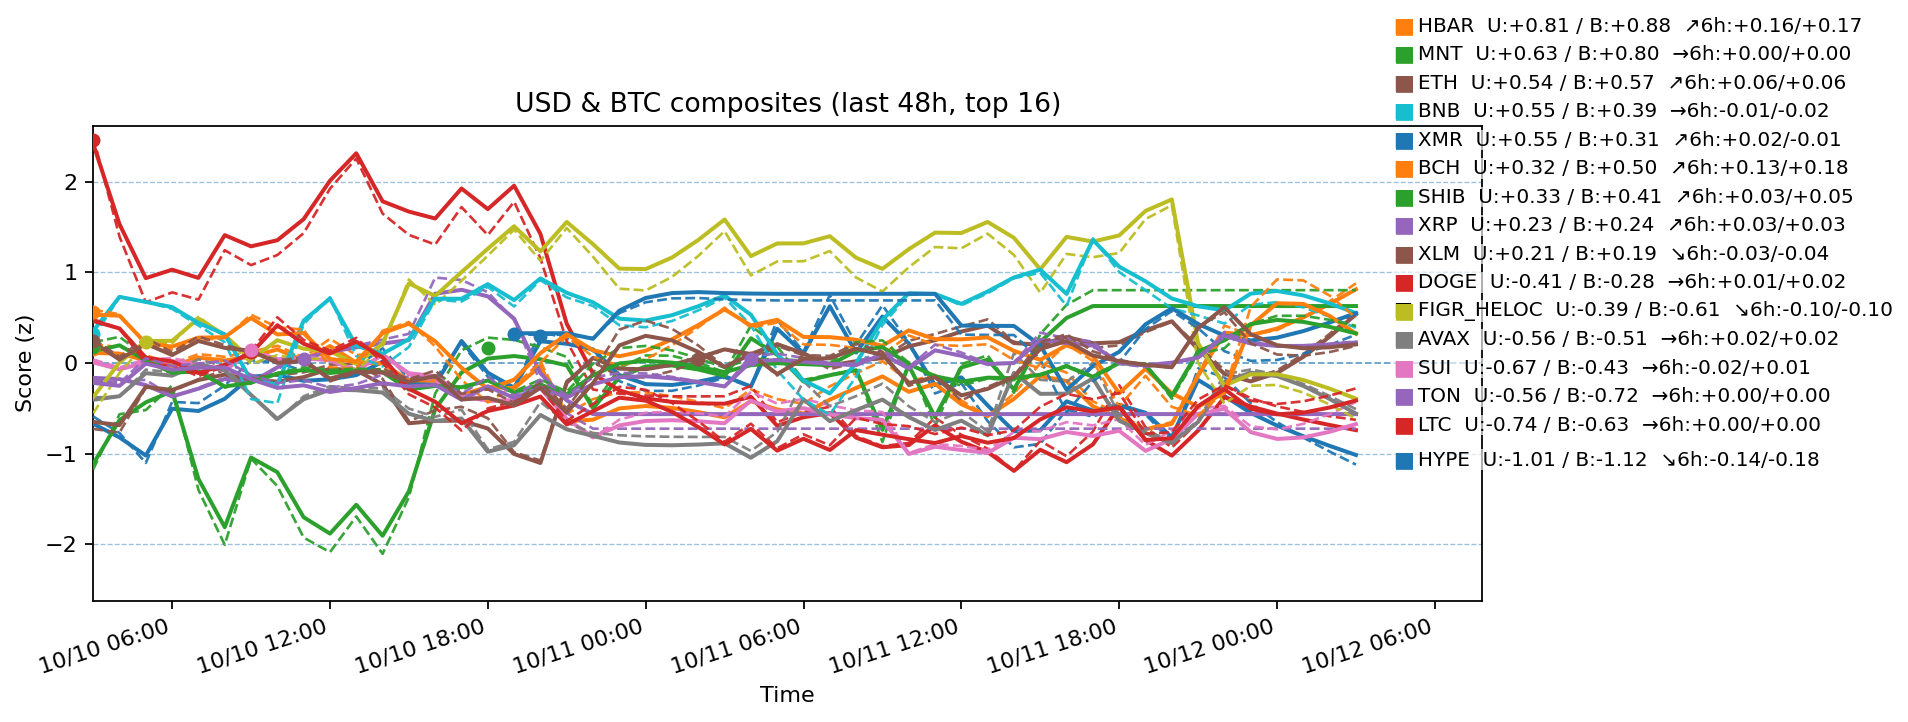 USD & BTC composites (last 48h, top 16)
HBAR U:+0.81 / B:+0.88 ↗6h:+0.16/+0.17
MNT U:+0.63 / B:+0.80 →6h:+0.00/+0.00
ETH U:+0.54 / B:+0.57 ↗6h:+0.06/+0.06
BNB U:+0.55 / B:+0.39 →6h:-0.01/-0.02
XMR U:+0.55 / B:+0.31 ↗6h:+0.02/-0.01
BCH U:+0.32 / B:+0.50 ↗6h:+0.13/+0.18
SHIB U:+0.33 / B:+0.41 ↗6h:+0.03/+0.05
XRP U:+0.23 / B:+0.24 ↗6h:+0.03/+0.03
XLM U:+0.21 / B:+0.19 ↘6h:-0.03/-0.04
DOGE U:-0.41 / B:-0.28 →6h:+0.01/+0.02
FIGR_HELOC U:-0.39 / B:-0.61 ↘6h:-0.10/-0.10
AVAX U:-0.56 / B:-0.51 →6h:+0.02/+0.02
SUI U:-0.67 / B:-0.43 →6h:-0.02/+0.01
TON U:-0.56 / B:-0.72 →6h:+0.00/+0.00
LTC U:-0.74 / B:-0.63 →6h:+0.00/+0.00
HYPE U:-1.01 / B:-1.12 ↘6h:-0.14/-0.18
Score (z)
2
1
0
−1
−2
10/10 06:00
10/10 12:00
10/10 18:00
10/11 00:00
10/11 06:00
10/11 12:00
10/11 18:00
10/12 00:00
10/12 06:00
Time